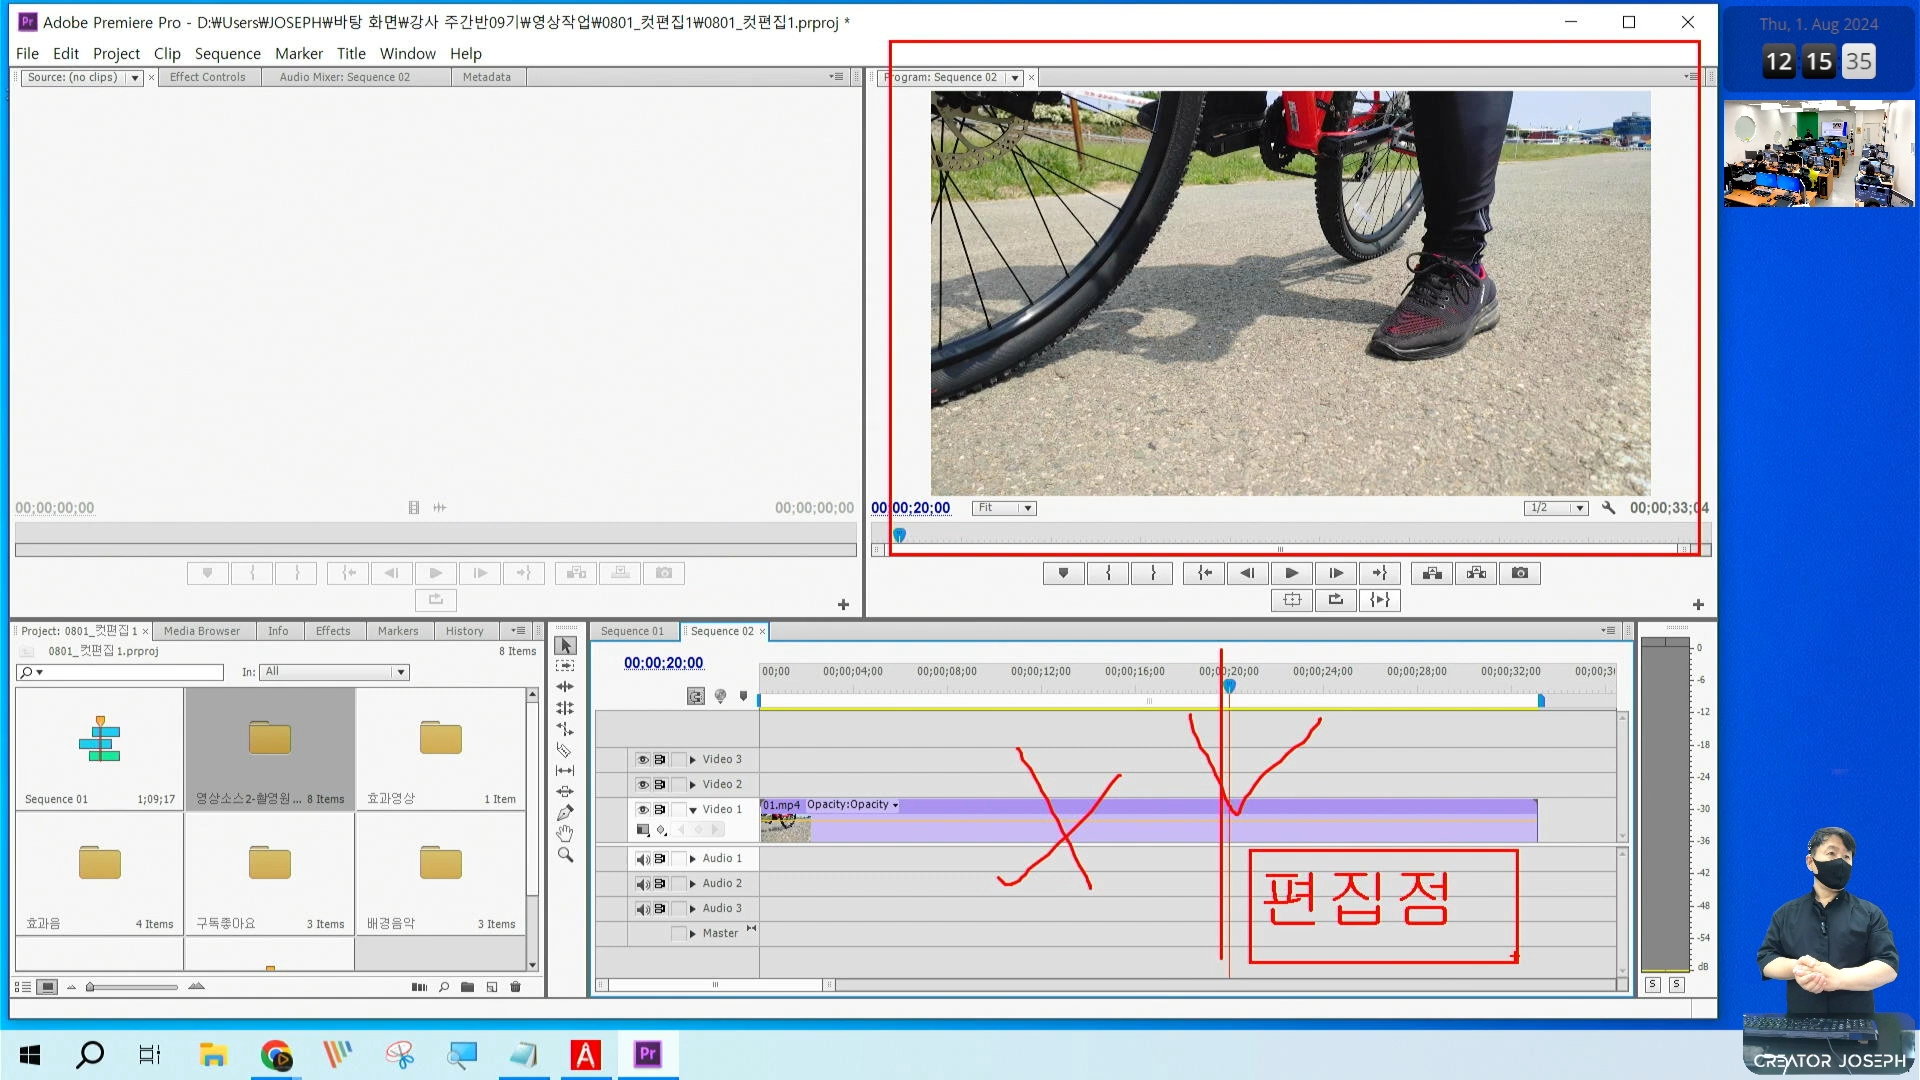 Adobe Premiere Pro - D:₩Users₩JOSEPH₩바탕 화면₩강사 주간반09기₩영상작업₩0801_컷편집1₩0801_컷편집1.prproj *
File Edit Project Clip Sequence Marker Title Window Help
Source: (no clips) Effect Controls Audio Mixer: Sequence 02 Metadata
Program: Sequence 02
00;00;00;00 00;00;00;00
00;00;20;00 Fit 1/2 00;00;33;04
Project: 0801_컷편집 1 Media Browser Info Effects Markers History
0801_컷편집 1.prproj 8 Items
In: All
Sequence 01 1;09;17
영상소스2-촬영원 ... 8 Items
효과영상 1 Item
효과음 4 Items
구독좋아요 3 Items
배경음악 3 Items
Sequence 01 Sequence 02
00;00;20;00
00;00 00;00;04;00 00;00;08;00 00;00;12;00 00;00;16;00 00;00;20;00 00;00;24;00 00;00;28;00 00;00;32;00
Video 3
Video 2
Video 1
01.mp4 Opacity:Opacity
Audio 1
Audio 2
Audio 3
Master
편집점
0
-6
-12
-18
-24
-30
-36
-42
-48
-54
dB
S S
Thu, 1. Aug 2024
12 15 35
CREATOR JOSEPH